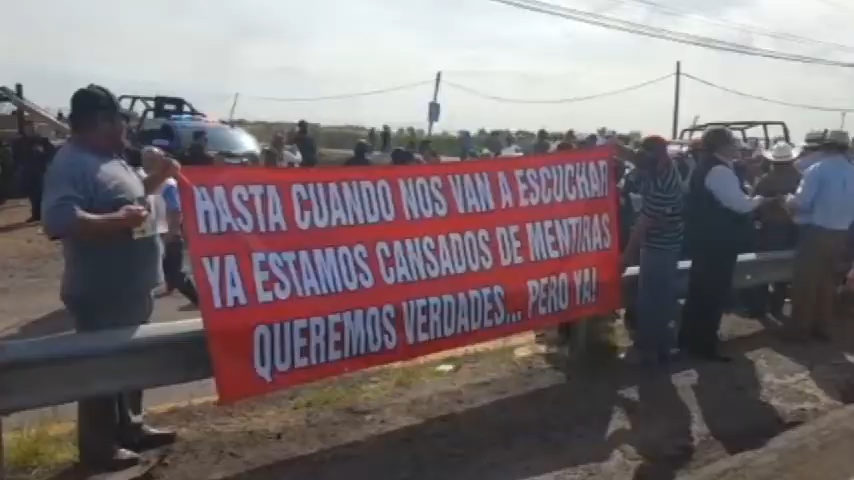 HASTA CUANDO NOS VAN A ESCUCHAR
YA ESTAMOS CANSADOS DE MENTIRAS
QUEREMOS VERDADES... PERO YA!